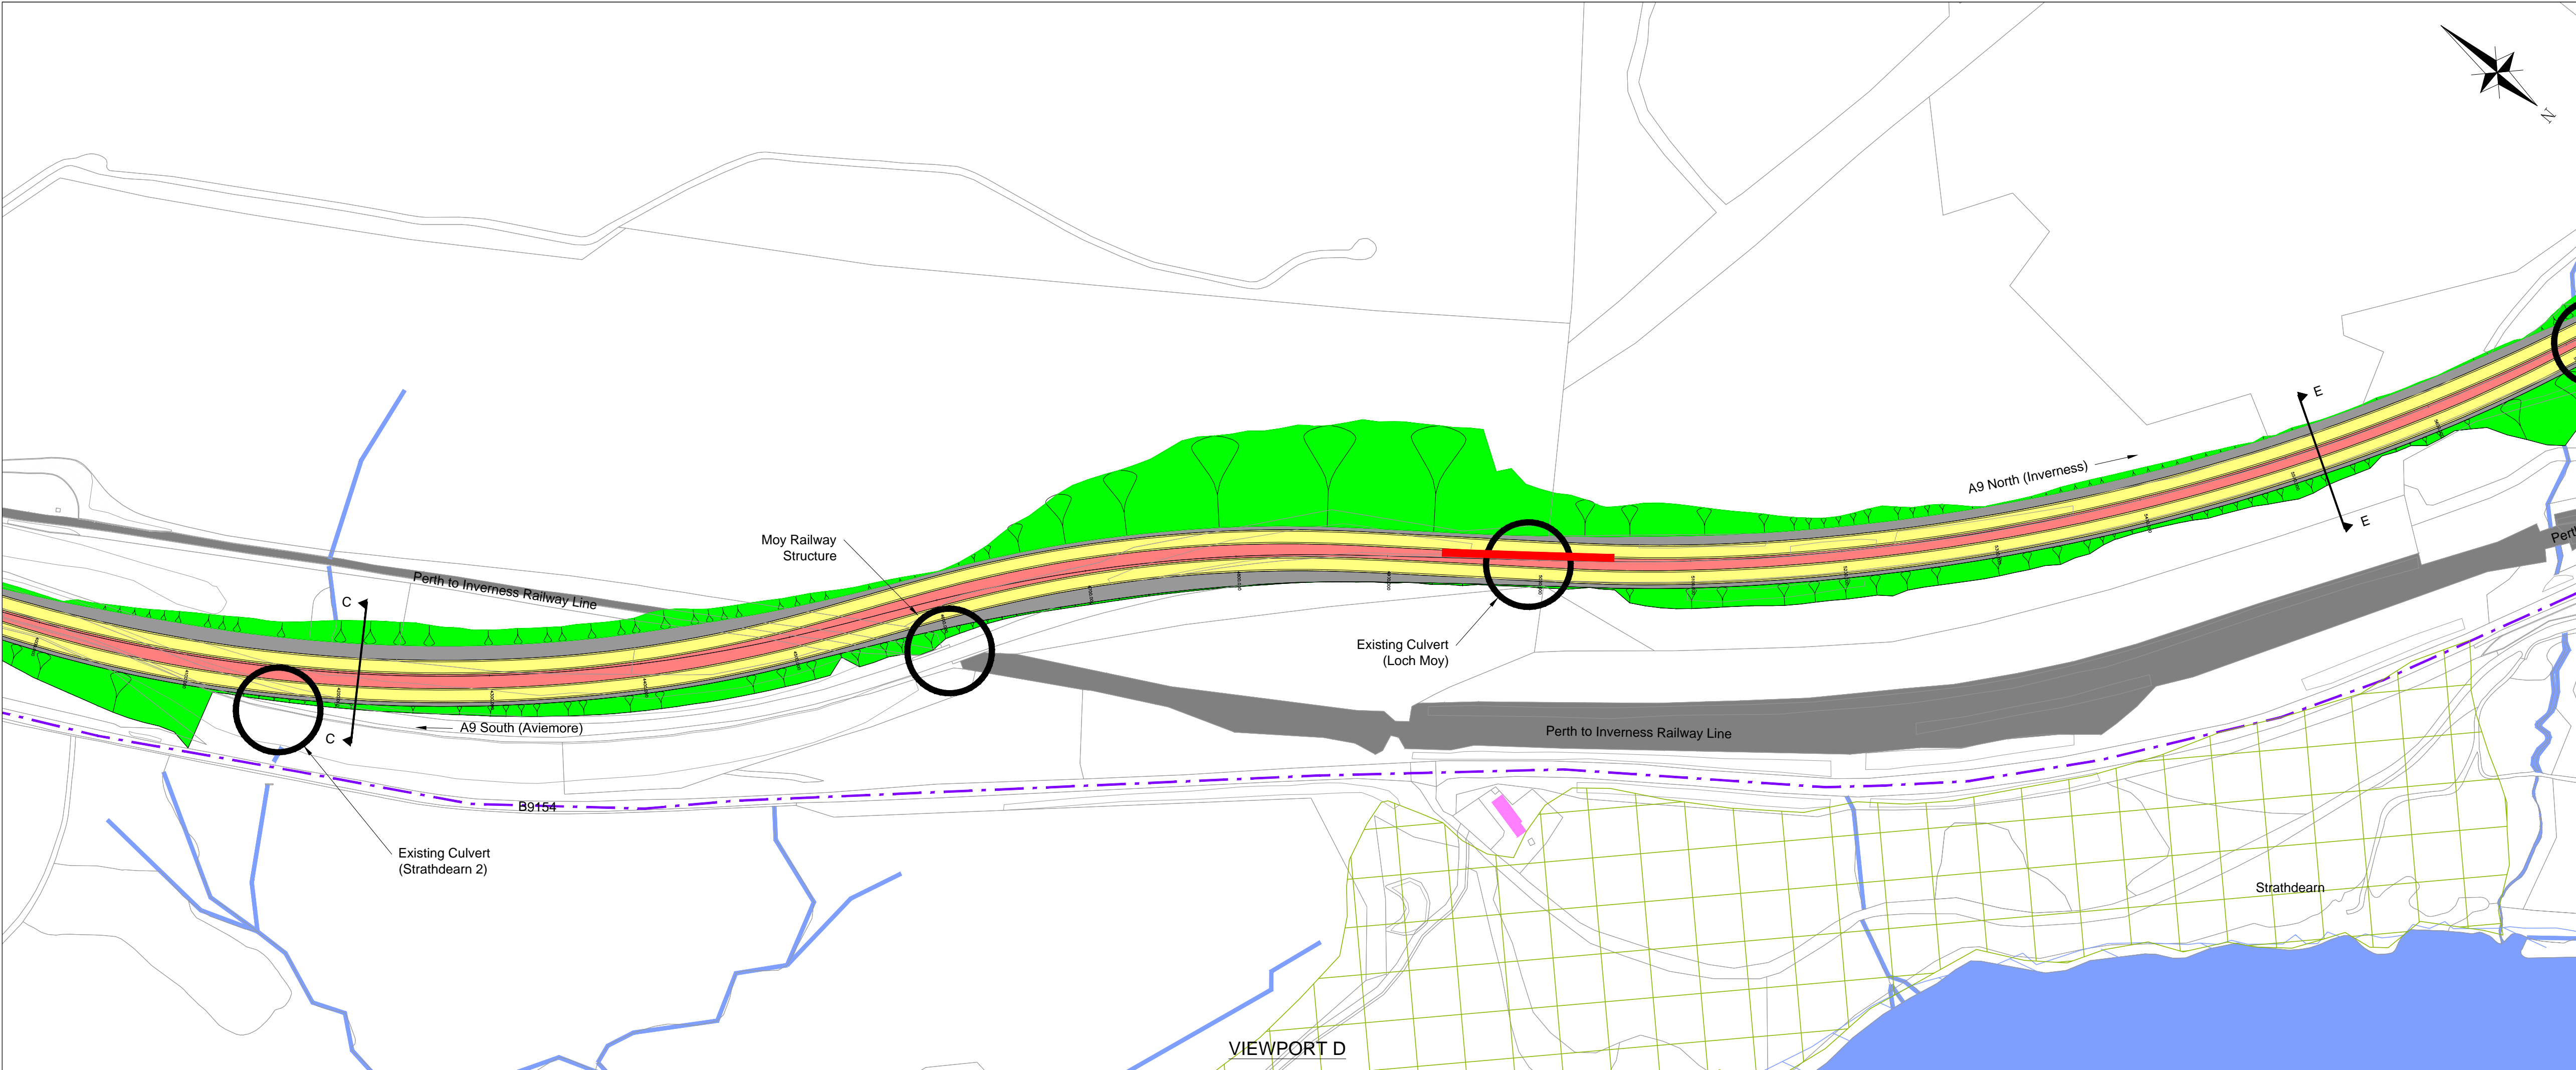 N
E
A9 North (Inverness)
E
Moy Railway
Structure
Perth to Inverness Railway Line
C
Existing Culvert
(Loch Moy)
A9 South (Aviemore)
C
Perth to Inverness Railway Line
B9154
Existing Culvert
(Strathdearn 2)
Strathdearn
VIEWPORT D